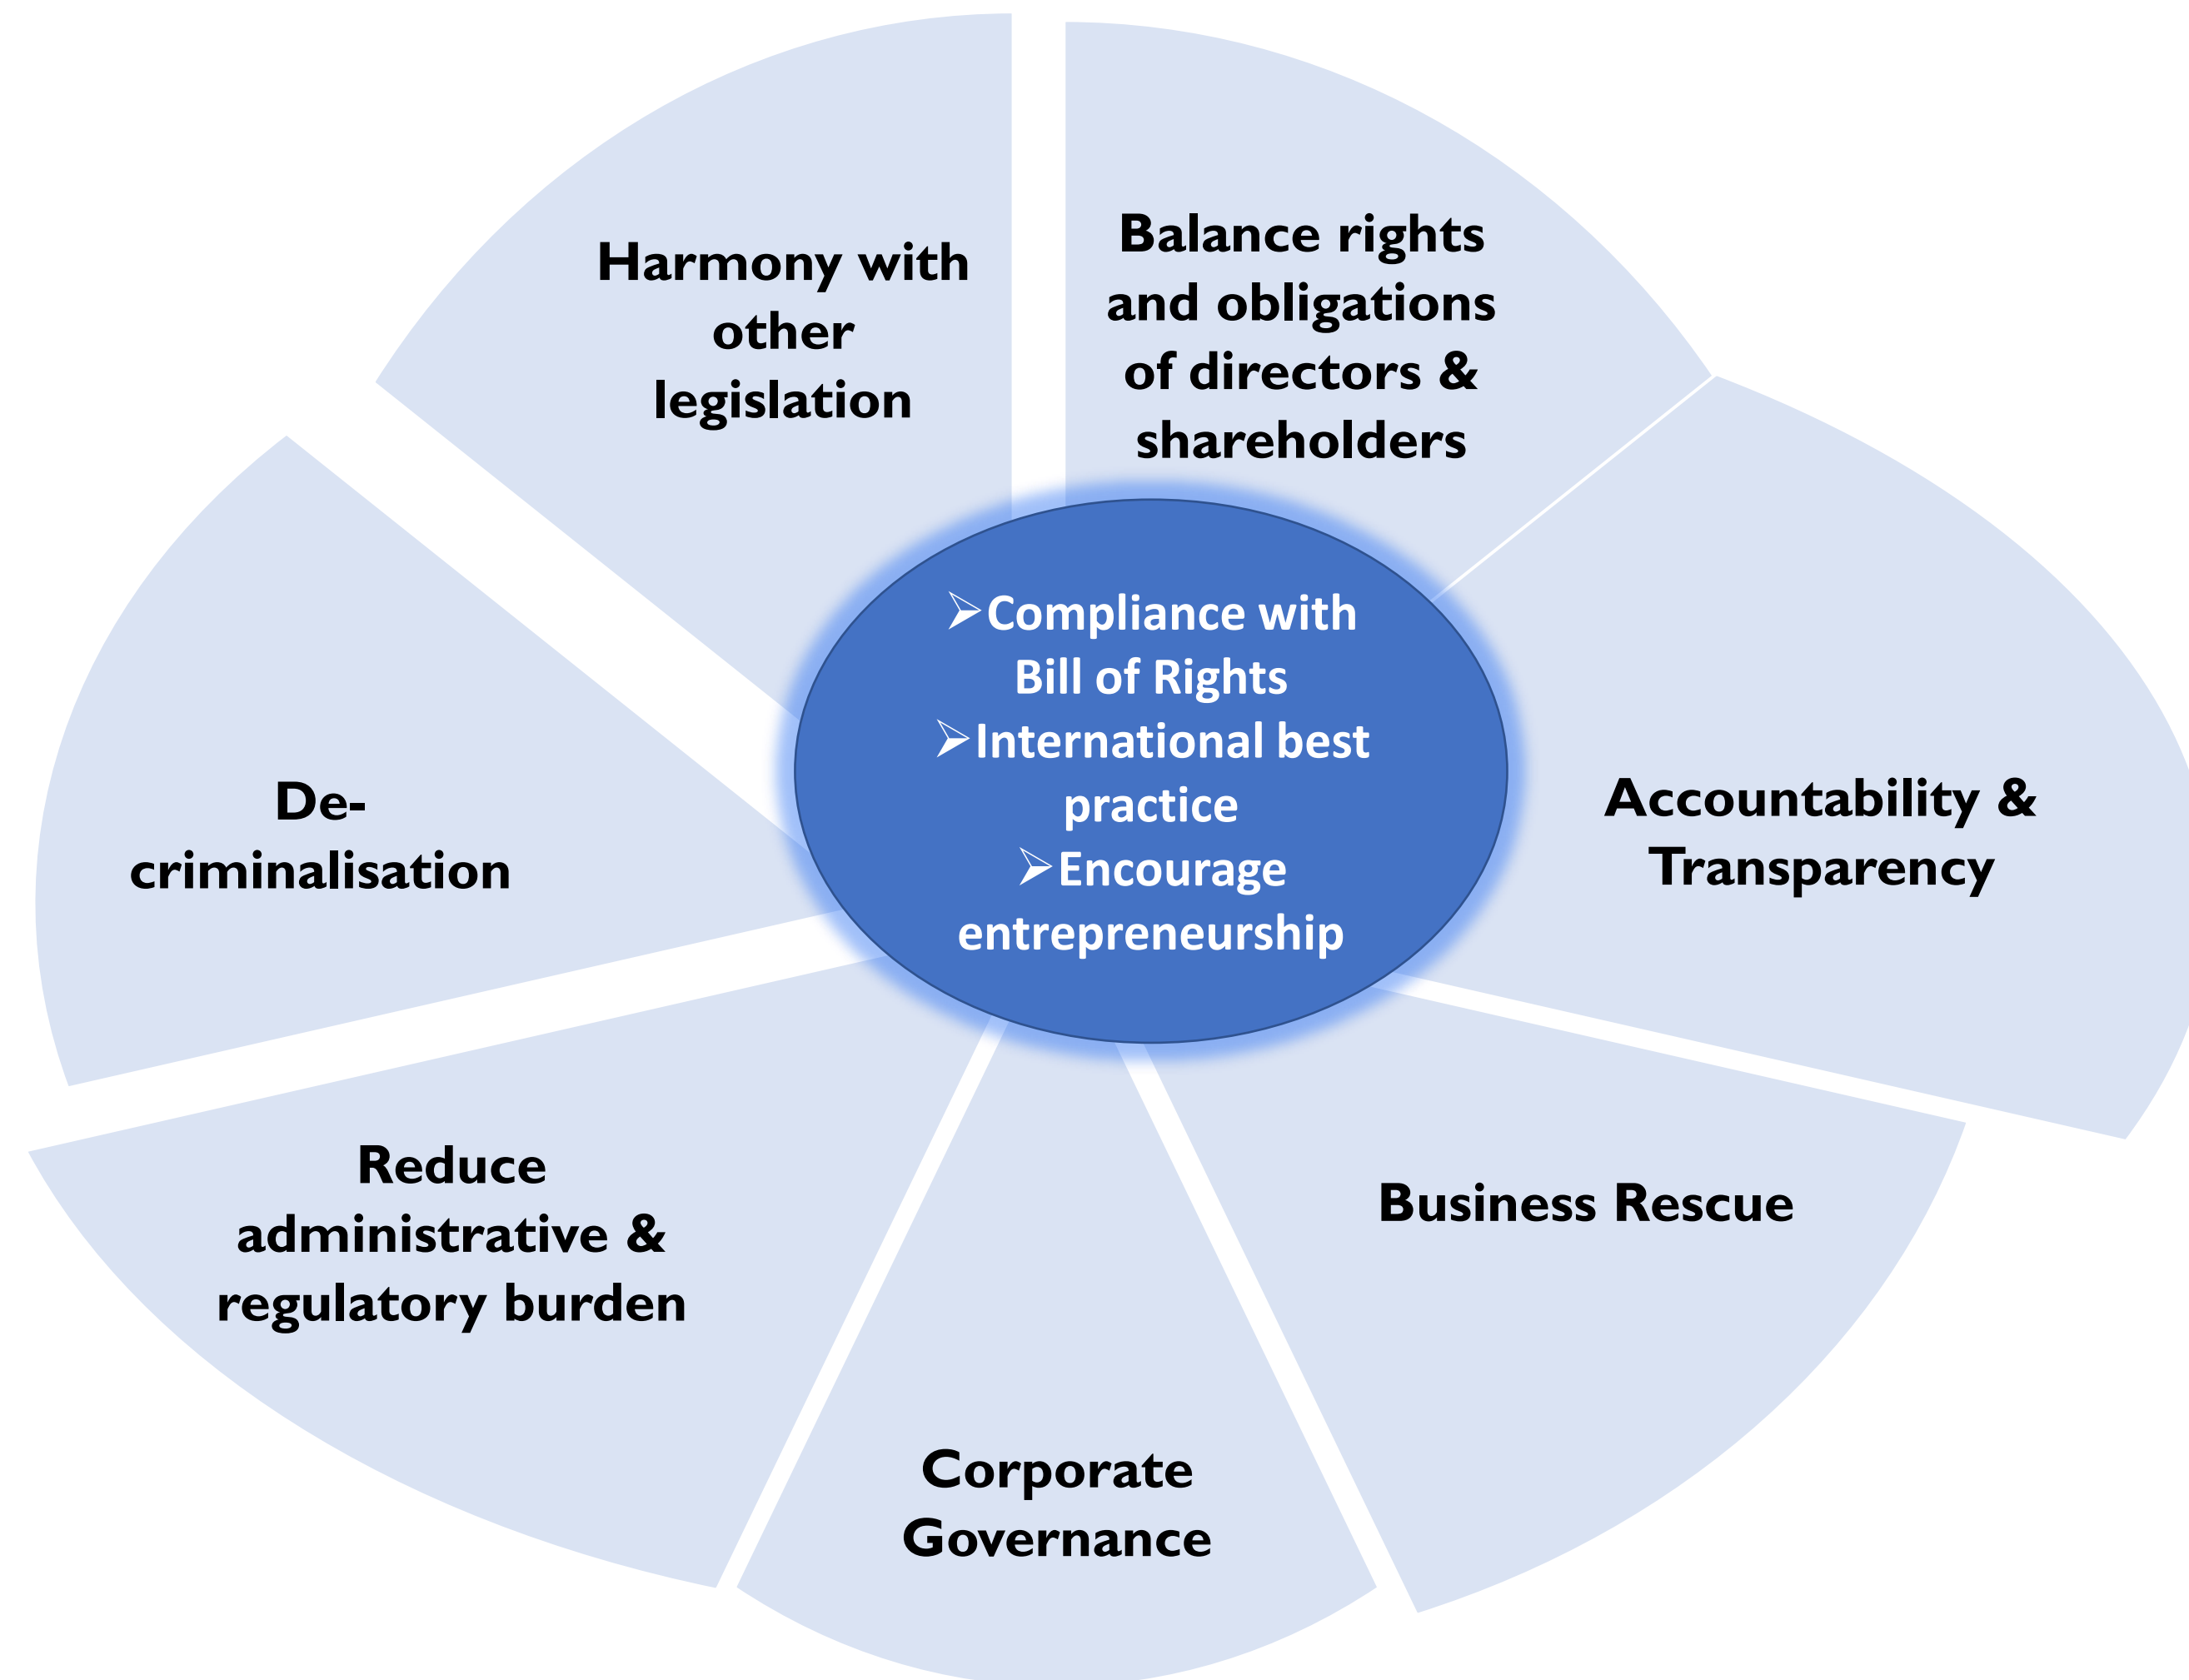 Harmony with
other
legislation
Balance rights
and obligations
of directors &
shareholders
➢Compliance with
Bill of Rights
➢International best
practice
➢Encourage
entrepreneurship
De-
criminalisation
Accountability &
Transparency
Reduce
administrative &
regulatory burden
Business Rescue
Corporate
Governance